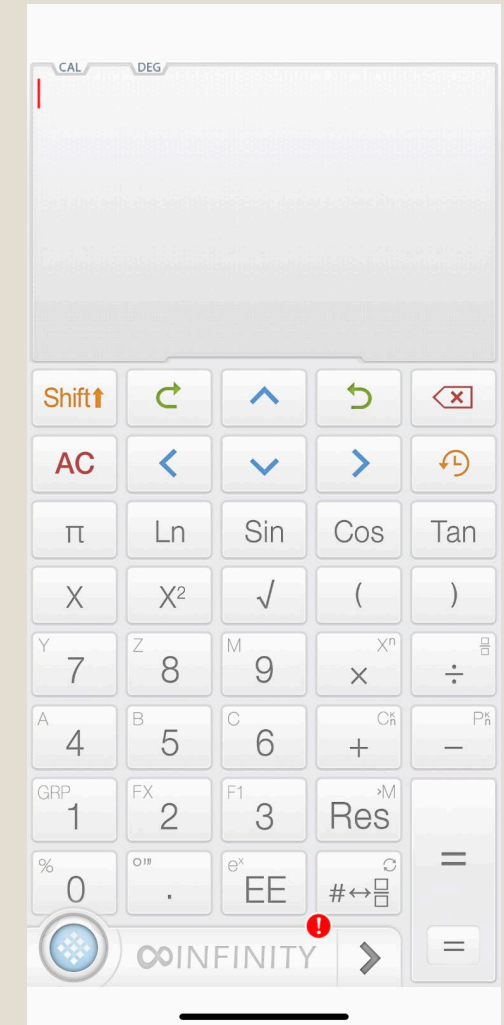 CAL DEG
Shift
AC
π Ln Sin Cos Tan
X X² √ ( )
Y Z M Xⁿ
7 8 9 × ÷
A B C Cⁿₖ Pⁿₖ
4 5 6 + −
GRP FX F1 ›M
1 2 3 Res =
% O''' eˣ
0 . EE #↔
∞INFINITY ! =